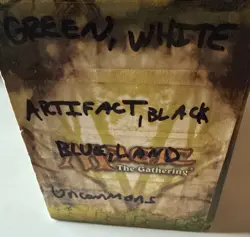 GREEN, WHITE
ARTIFACT, BLACK
BLUE, LAND
The Gathering®
Uncommons